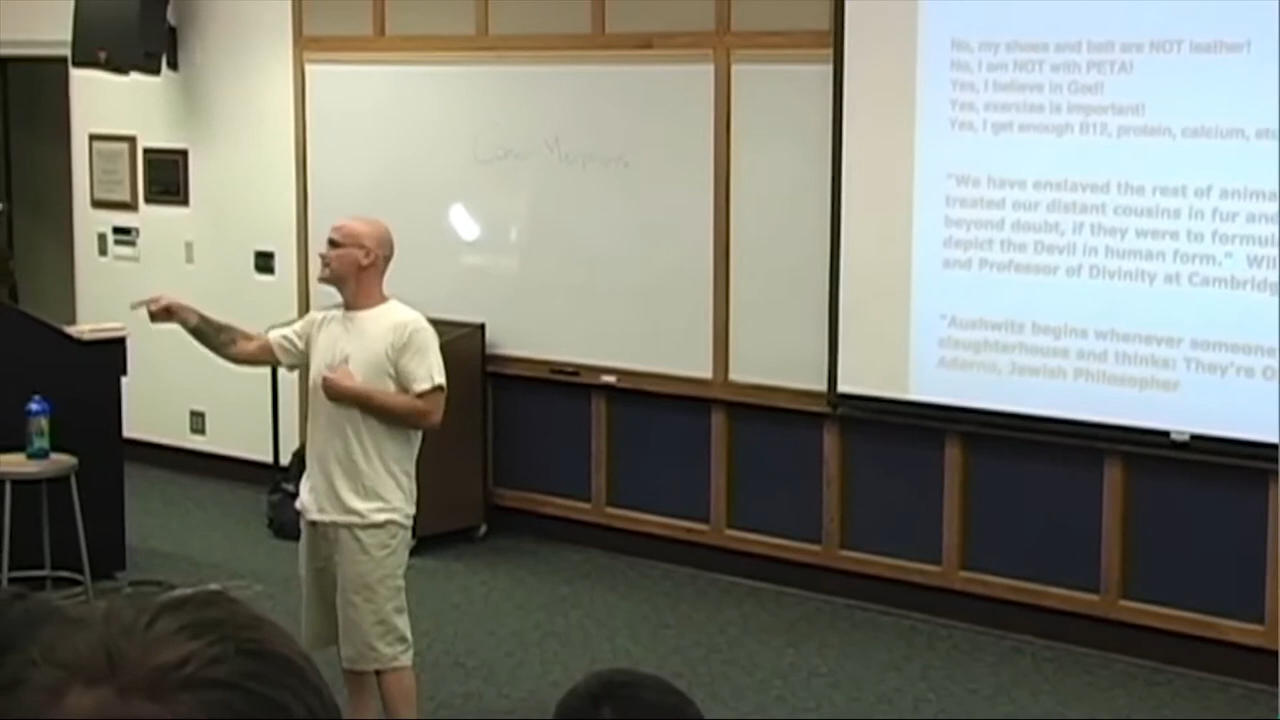 No, my shoes and belt are NOT leather!
No, I am NOT with PETA!
Yes, I believe in God!
Yes, exercise is important!
Yes, I get enough B12, protein, calcium, etc
"We have enslaved the rest of anima
treated our distant cousins in fur and
beyond doubt, if they were to formul
depict the Devil in human form." Wil
and Professor of Divinity at Cambridg
"Aushwitz begins whenever someone
slaughterhouse and thinks: They're O
Adorno, Jewish Philosopher